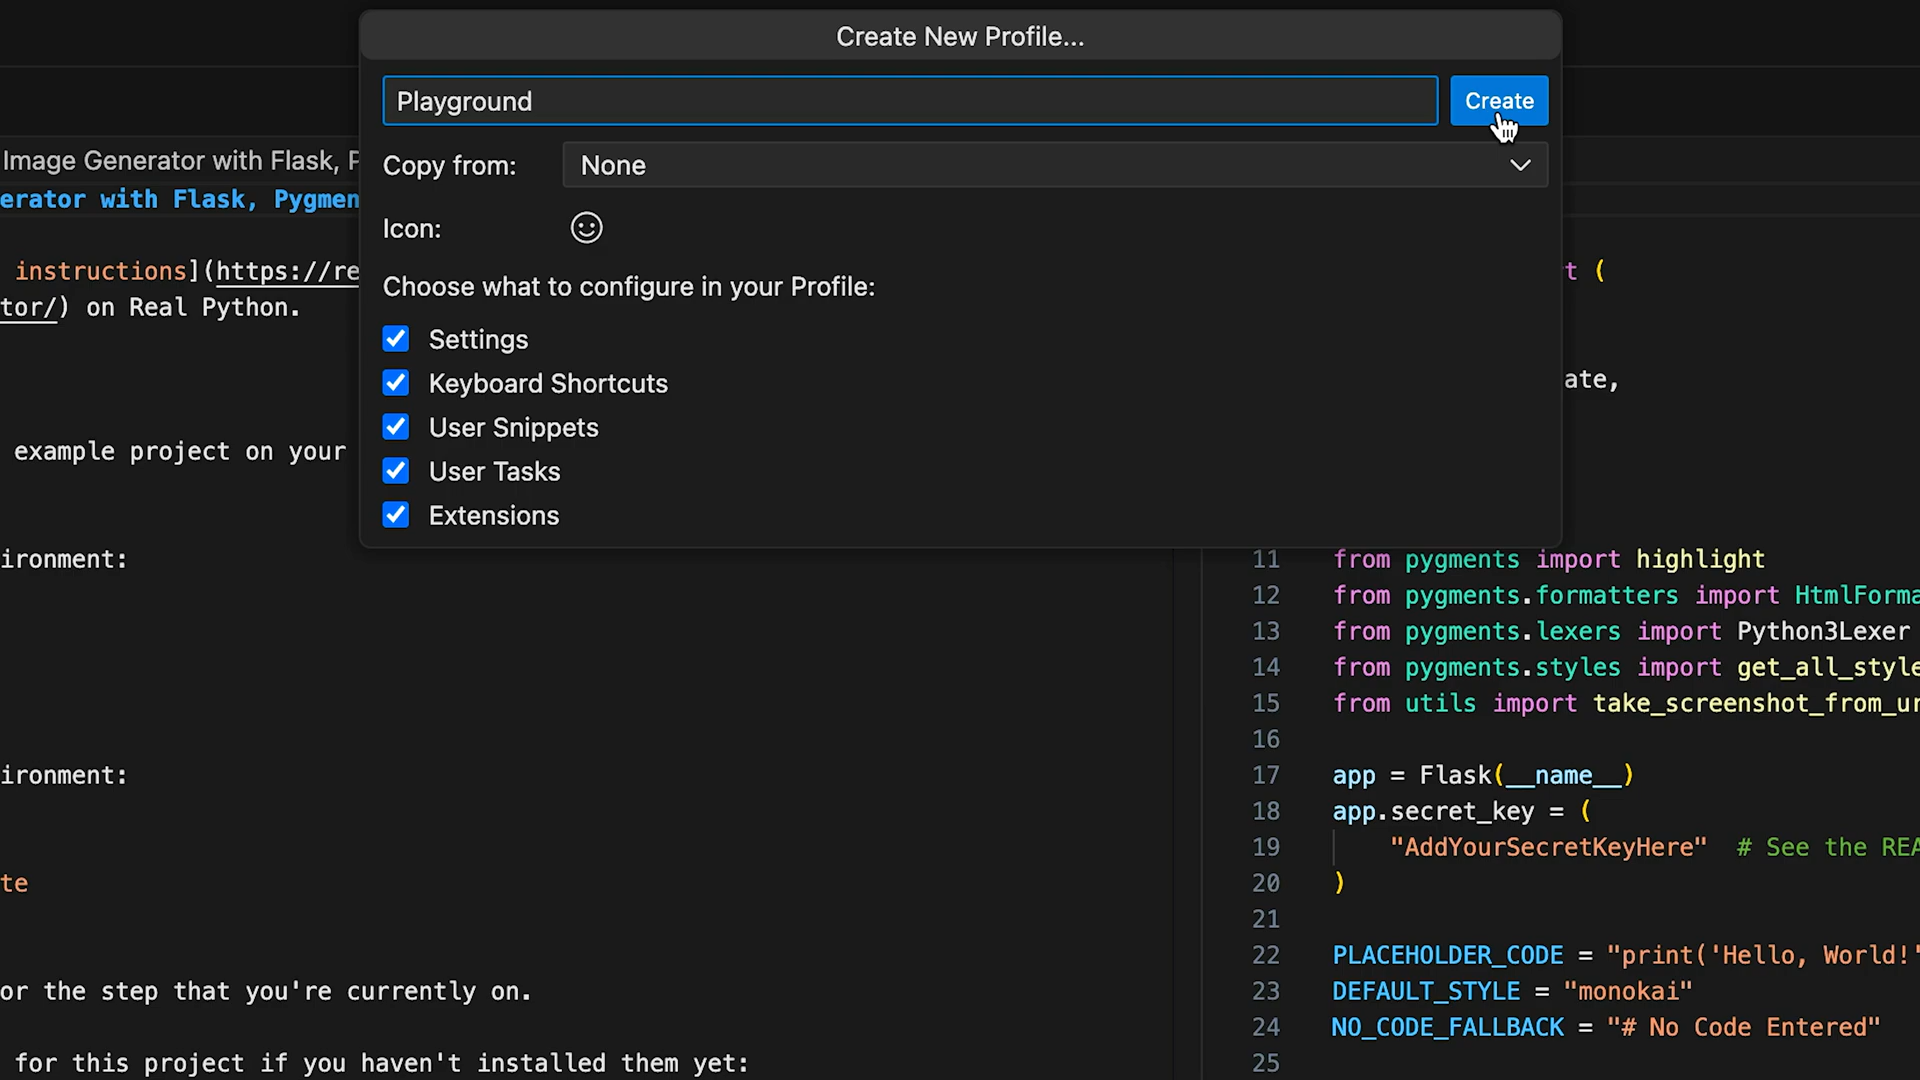 Create New Profile...
Playground
Create
Copy from:
None
Icon:
Choose what to configure in your Profile:
Settings
Keyboard Shortcuts
User Snippets
User Tasks
Extensions
Image Generator with Flask, P
erator with Flask, Pygmen
instructions](https://re
tor/) on Real Python.
example project on your
ironment:
ironment:
te
or the step that you're currently on.
for this project if you haven't installed them yet:
t (
ate,
11 from pygments import highlight
12 from pygments.formatters import HtmlForma
13 from pygments.lexers import Python3Lexer
14 from pygments.styles import get_all_style
15 from utils import take_screenshot_from_ur
16
17 app = Flask(__name__)
18 app.secret_key = (
19 "AddYourSecretKeyHere" # See the REA
20 )
21
22 PLACEHOLDER_CODE = "print('Hello, World!'
23 DEFAULT_STYLE = "monokai"
24 NO_CODE_FALLBACK = "# No Code Entered"
25